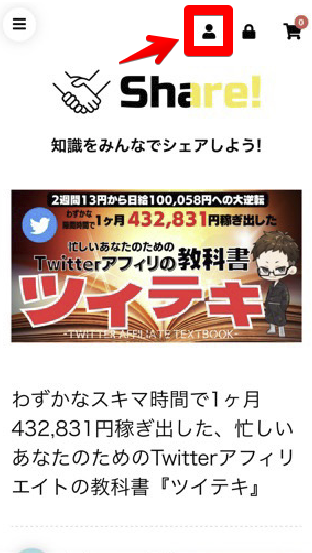 0
Share!
知識をみんなでシェアしよう!
2週間13円から日給100,058円への大逆転
わずかな
隙間時間で
1ヶ月432,831円稼ぎ出した
忙しいあなたのための
Twitterアフィリの教科書
ツイテキ
-TWITTER AFFILIATE TEXTBOOK-
わずかなスキマ時間で1ヶ月
432,831円稼ぎ出した、忙しい
あなたのためのTwitterアフィリ
エイトの教科書『ツイテキ』